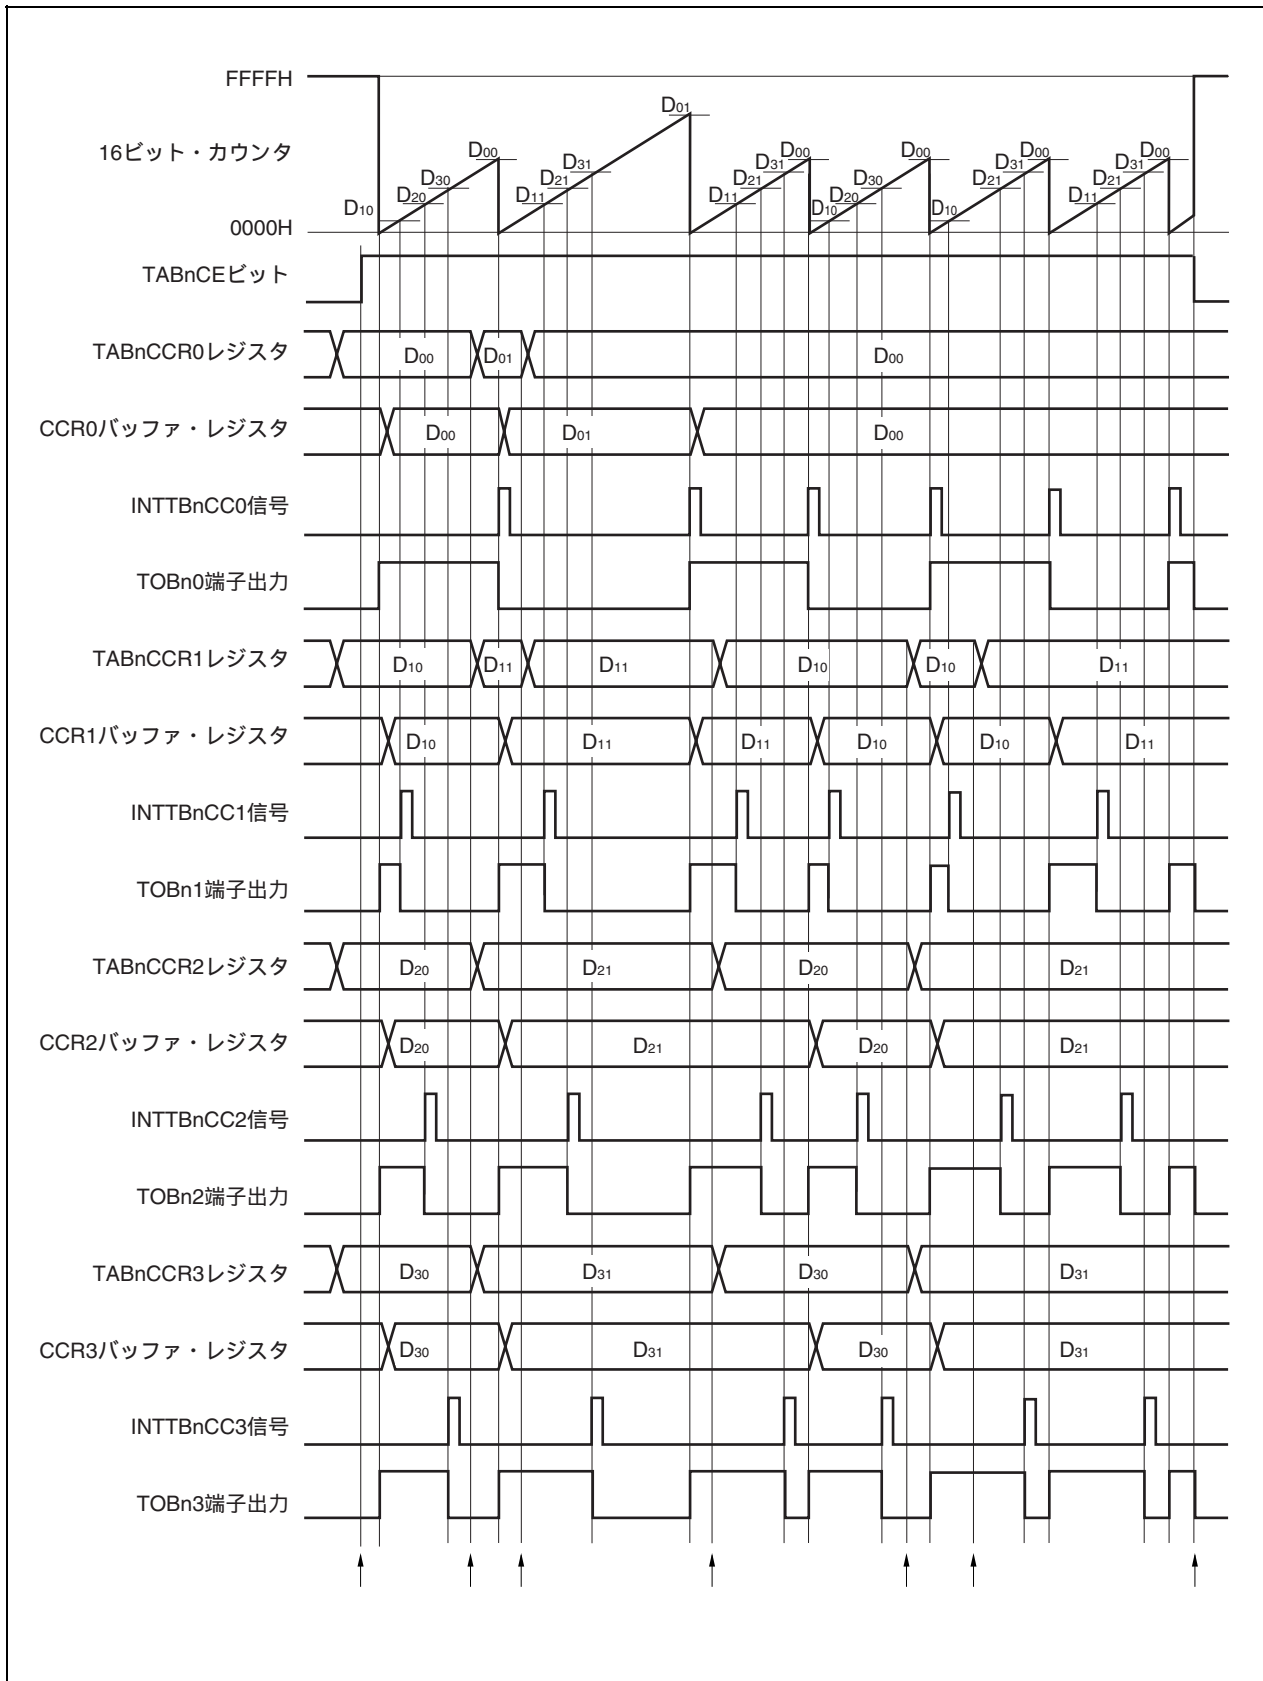 FFFFH
D01
16ビット・カウンタ
D00 D31 D31 D00 D00 D31 D00 D31 D00
D30 D21 D21 D30 D21 D21
D20 D11 D11 D20 D11
D10 D10 D10
0000H
TABnCEビット
TABnCCR0レジスタ D00 D01 D00
CCR0バッファ・レジスタ D00 D01 D00
INTTBnCC0信号
TOBn0端子出力
TABnCCR1レジスタ D10 D11 D11 D10 D10 D11
CCR1バッファ・レジスタ D10 D11 D11 D10 D10 D11
INTTBnCC1信号
TOBn1端子出力
TABnCCR2レジスタ D20 D21 D20 D21
CCR2バッファ・レジスタ D20 D21 D20 D21
INTTBnCC2信号
TOBn2端子出力
TABnCCR3レジスタ D30 D31 D30 D31
CCR3バッファ・レジスタ D30 D31 D30 D31
INTTBnCC3信号
TOBn3端子出力